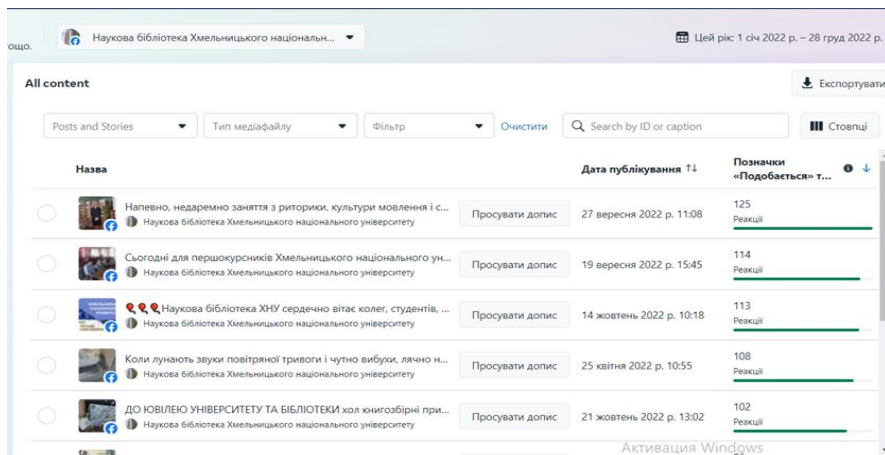 ощо.
Наукова бібліотека Хмельницького національн...
Цей рік: 1 січ 2022 р. – 28 груд 2022 р.
All content
Експортувати
Posts and Stories
Тип медіафайлу
Фільтр
Очистити
Search by ID or caption
Стовпці
Назва
Дата публікування ↑↓
Позначки
«Подобається» т...
Напевно, недаремно заняття з риторики, культури мовлення і с...
Наукова бібліотека Хмельницького національного університету
Просувати допис
27 вересня 2022 р. 11:08
125
Реакції
Сьогодні для першокурсників Хмельницького національного ун...
Наукова бібліотека Хмельницького національного університету
Просувати допис
19 вересня 2022 р. 15:45
114
Реакції
Наукова бібліотека ХНУ сердечно вітає колег, студентів, ...
Наукова бібліотека Хмельницького національного університету
Просувати допис
14 жовтень 2022 р. 10:18
113
Реакції
Коли лунають звуки повітряної тривоги і чутно вибухи, лячно н...
Наукова бібліотека Хмельницького національного університету
Просувати допис
25 квітня 2022 р. 10:55
108
Реакції
ДО ЮВІЛЕЮ УНІВЕРСИТЕТУ ТА БІБЛІОТЕКИ хол книгозбірні при...
Наукова бібліотека Хмельницького національного університету
Просувати допис
21 жовтень 2022 р. 13:02
102
Реакції
Активация Windows